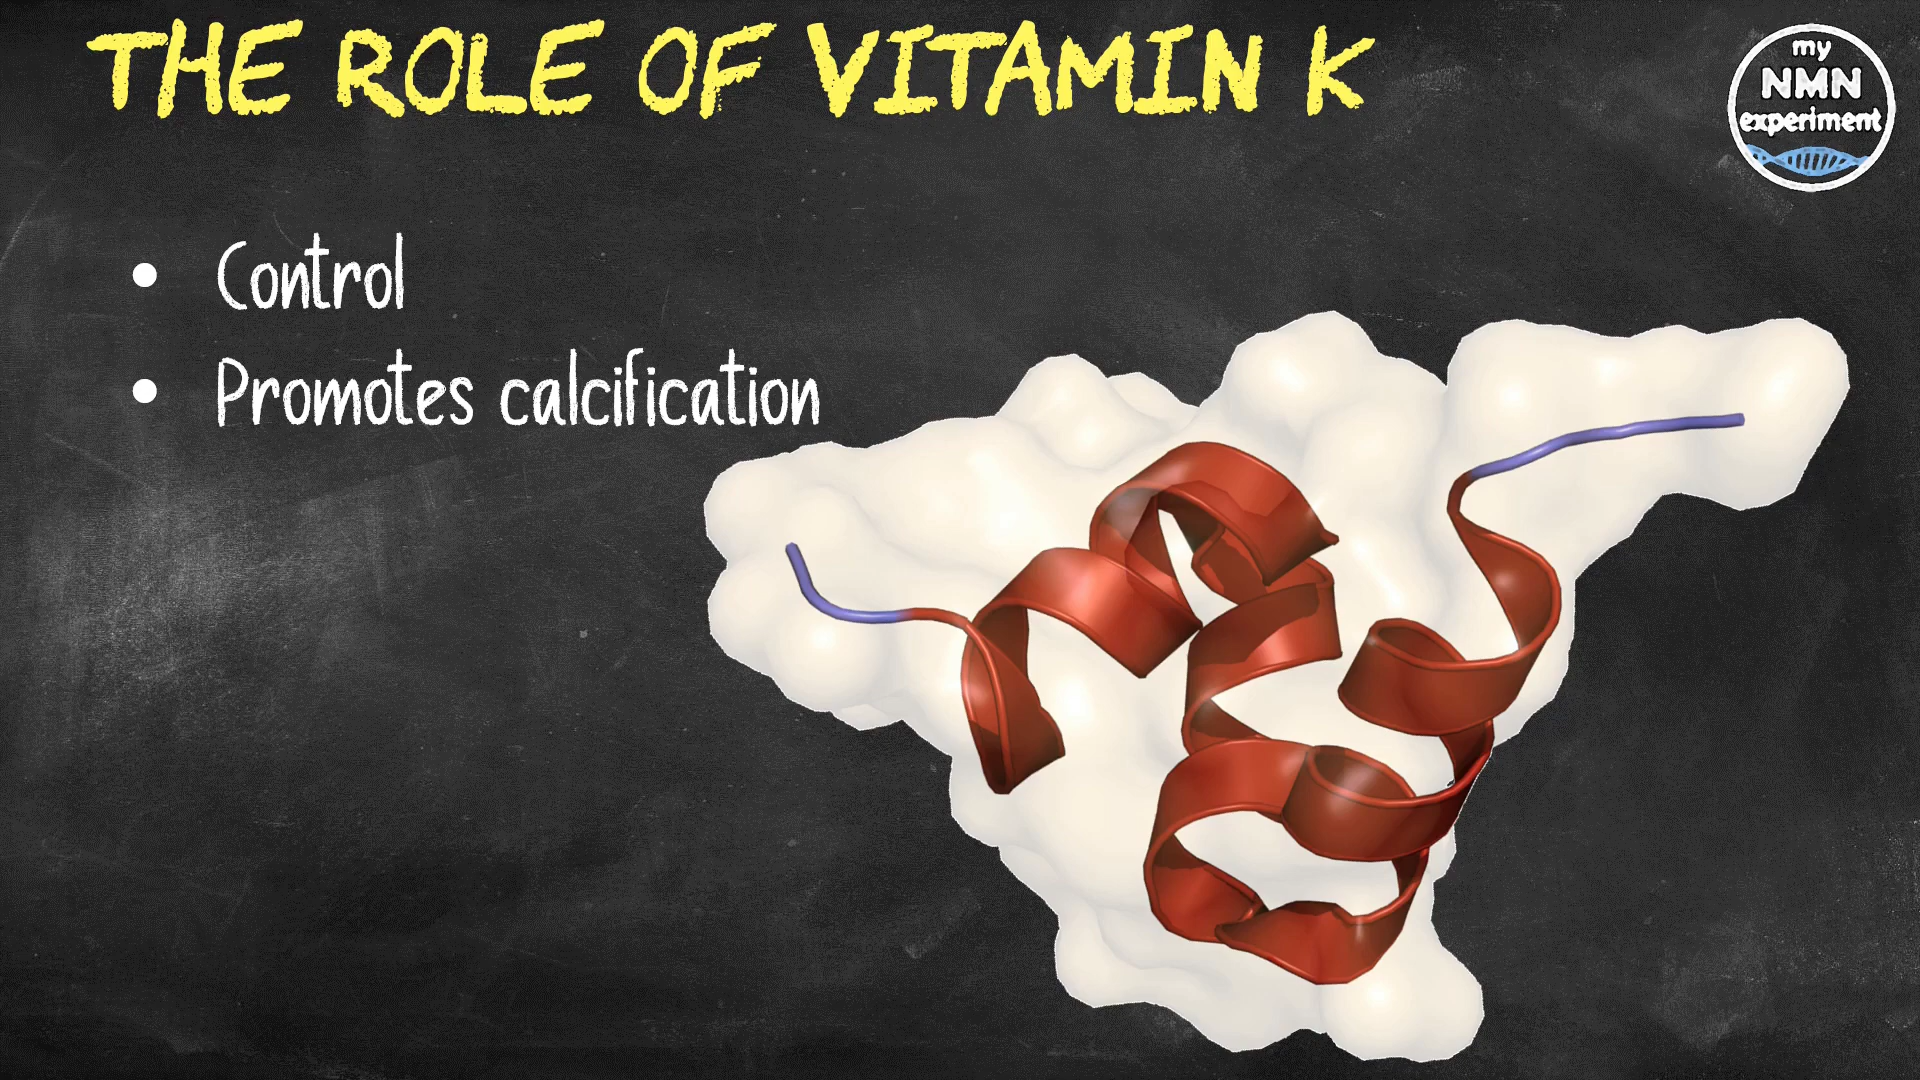 THE ROLE OF VITAMIN K
my
NMN
experiment
• Control
• Promotes calcification